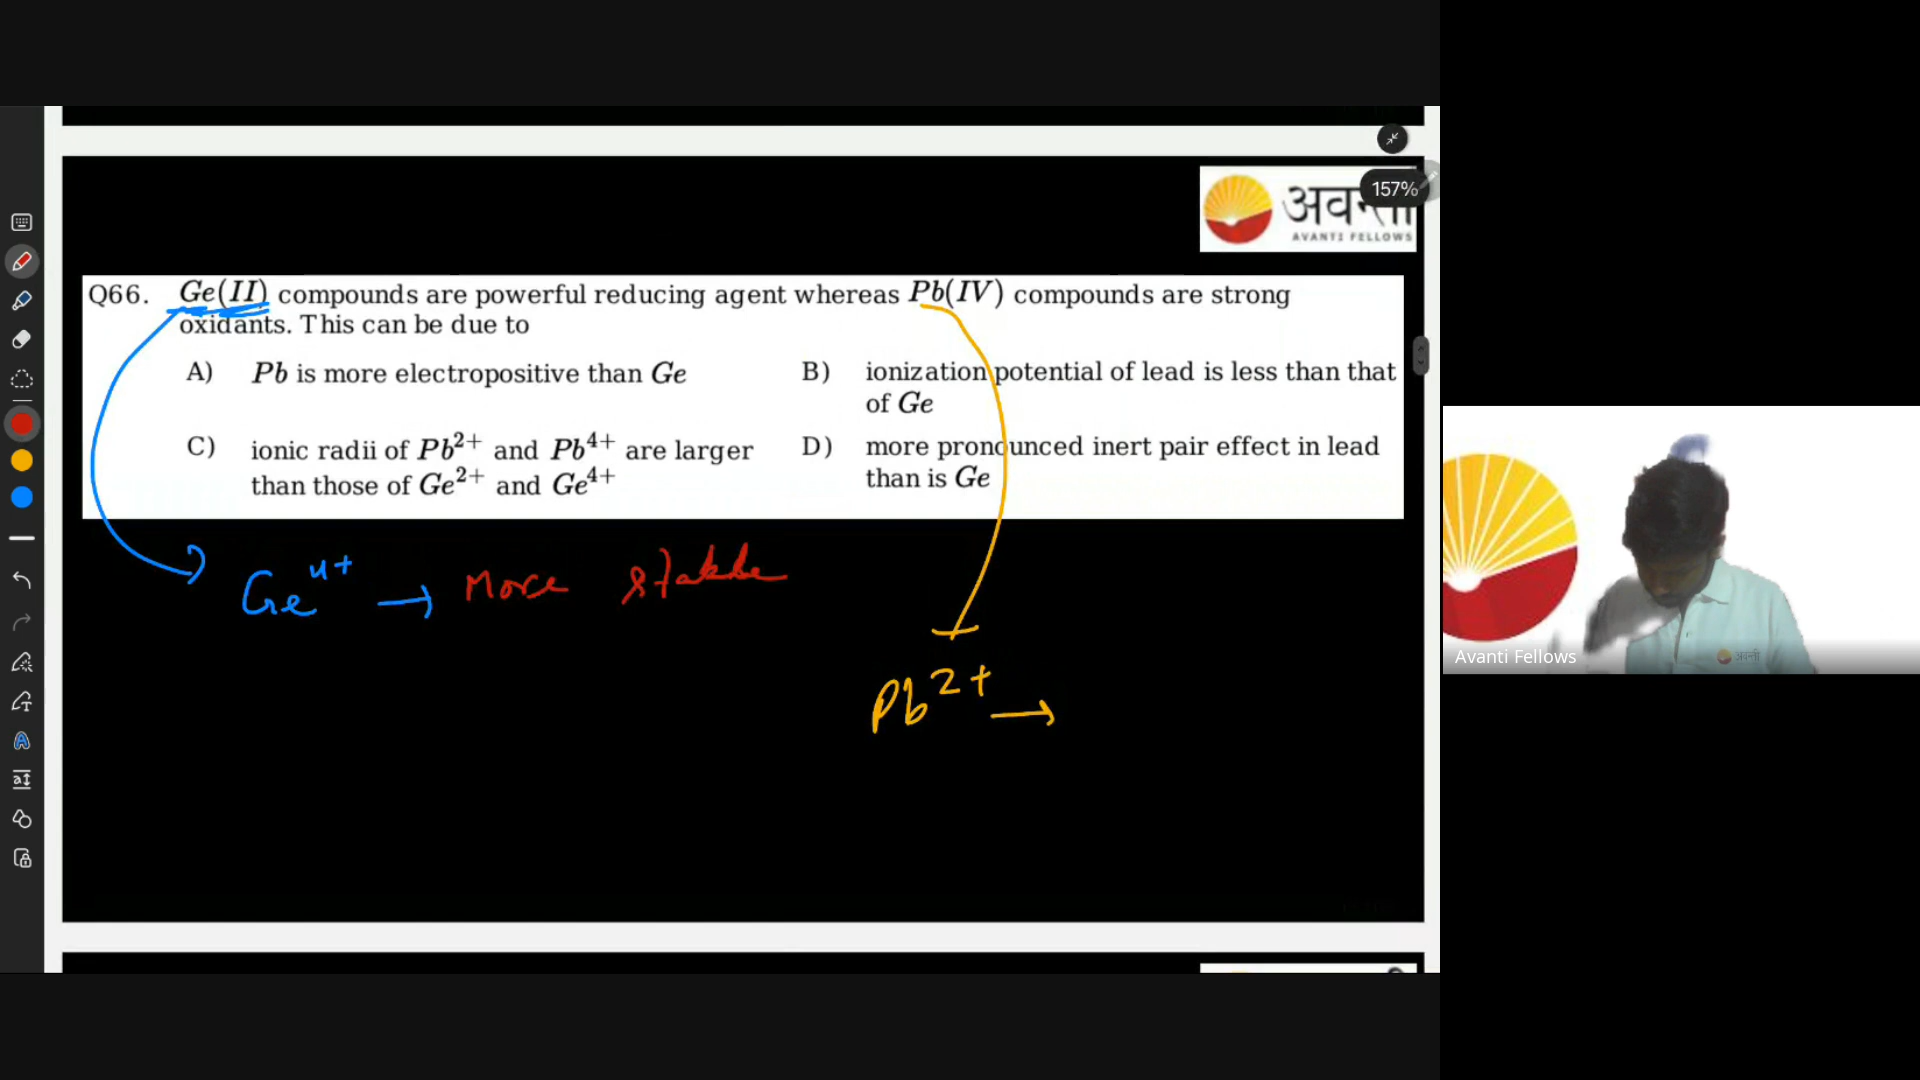 157%
अवन्ती
AVANTI FELLOWS
Q66. Ge(II) compounds are powerful reducing agent whereas Pb(IV) compounds are strong
oxidants. This can be due to
A) Pb is more electropositive than Ge
B) ionization potential of lead is less than that
of Ge
C) ionic radii of Pb²⁺ and Pb⁴⁺ are larger
than those of Ge²⁺ and Ge⁴⁺
D) more pronounced inert pair effect in lead
than is Ge
Ge⁴⁺ → More stable
Pb²⁺ →
Avanti Fellows
अवन्ती